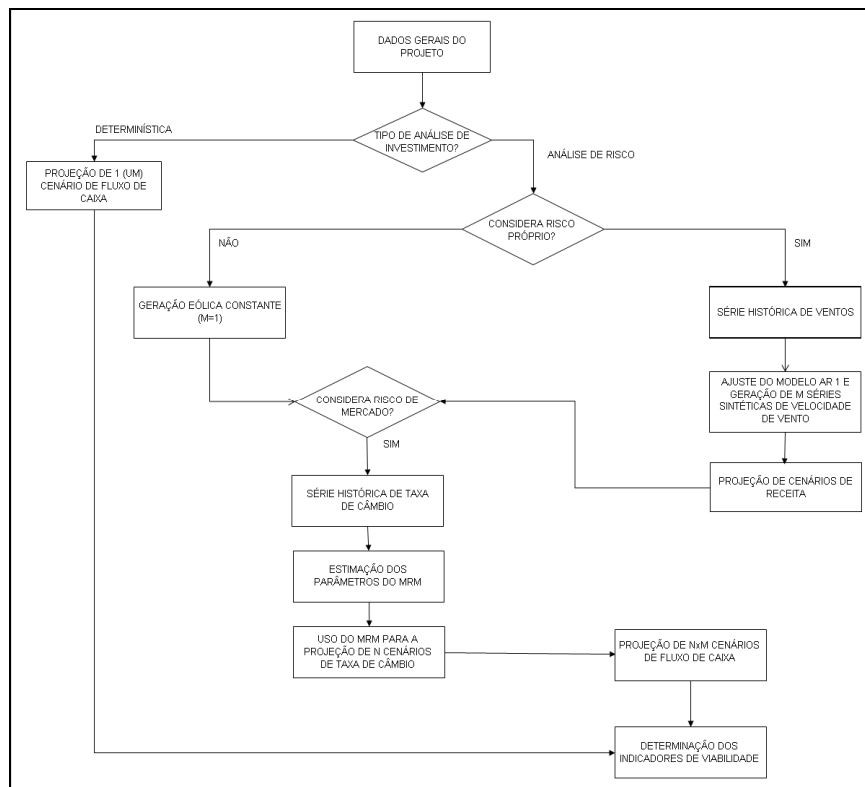 DADOS GERAIS DO
PROJETO
TIPO DE ANÁLISE DE
INVESTIMENTO?
DETERMINÍSTICA
ANÁLISE DE RISCO
PROJEÇÃO DE 1 (UM)
CENÁRIO DE FLUXO DE
CAIXA
CONSIDERA RISCO
PRÓPRIO?
NÃO
SIM
GERAÇÃO EÓLICA CONSTANTE
(M=1)
SÉRIE HISTÓRICA DE VENTOS
AJUSTE DO MODELO AR 1 E
GERAÇÃO DE M SÉRIES
SINTÉTICAS DE VELOCIDADE
DE VENTO
CONSIDERA RISCO DE
MERCADO?
SIM
PROJEÇÃO DE CENÁRIOS DE
RECEITA
SÉRIE HISTÓRICA DE TAXA
DE CÂMBIO
ESTIMAÇÃO DOS
PARÂMETROS DO MRM
USO DO MRM PARA A
PROJEÇÃO DE N CENÁRIOS
DE TAXA DE CÂMBIO
PROJEÇÃO DE NxM CENÁRIOS
DE FLUXO DE CAIXA
DETERMINAÇÃO DOS
INDICADORES DE VIABILIDADE